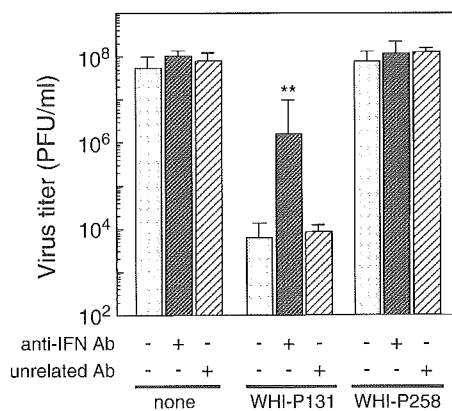 Virus titer (PFU/ml)
10^8
10^6
10^4
10^2
**
anti-IFN Ab - + - - + - - + -
unrelated Ab - - + - - + - - +
none WHI-P131 WHI-P258